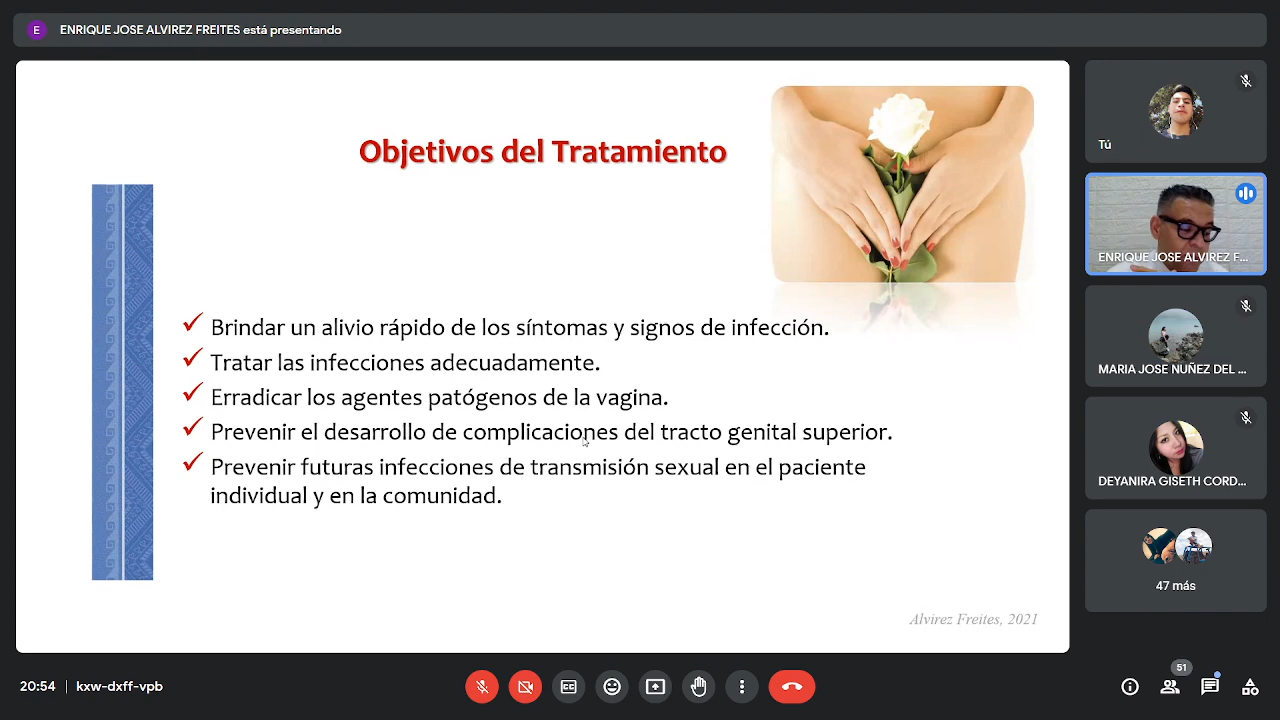 E
ENRIQUE JOSE ALVIREZ FREITES está presentando
Objetivos del Tratamiento
✓ Brindar un alivio rápido de los síntomas y signos de infección.
✓ Tratar las infecciones adecuadamente.
✓ Erradicar los agentes patógenos de la vagina.
✓ Prevenir el desarrollo de complicaciones del tracto genital superior.
✓ Prevenir futuras infecciones de transmisión sexual en el paciente
individual y en la comunidad.
Alvirez Freites, 2021
Tú
ENRIQUE JOSE ALVIREZ F...
MARIA JOSE NUÑEZ DEL ...
DEYANIRA GISETH CORD...
47 más
20:54 | kxw-dxff-vpb
51